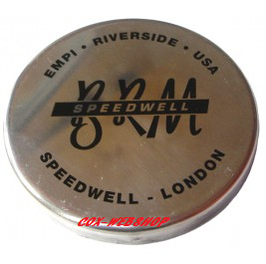 EMPI • RIVERSIDE • USA
BRM
SPEEDWELL
SPEEDWELL - LONDON
COX-WEBSHOP